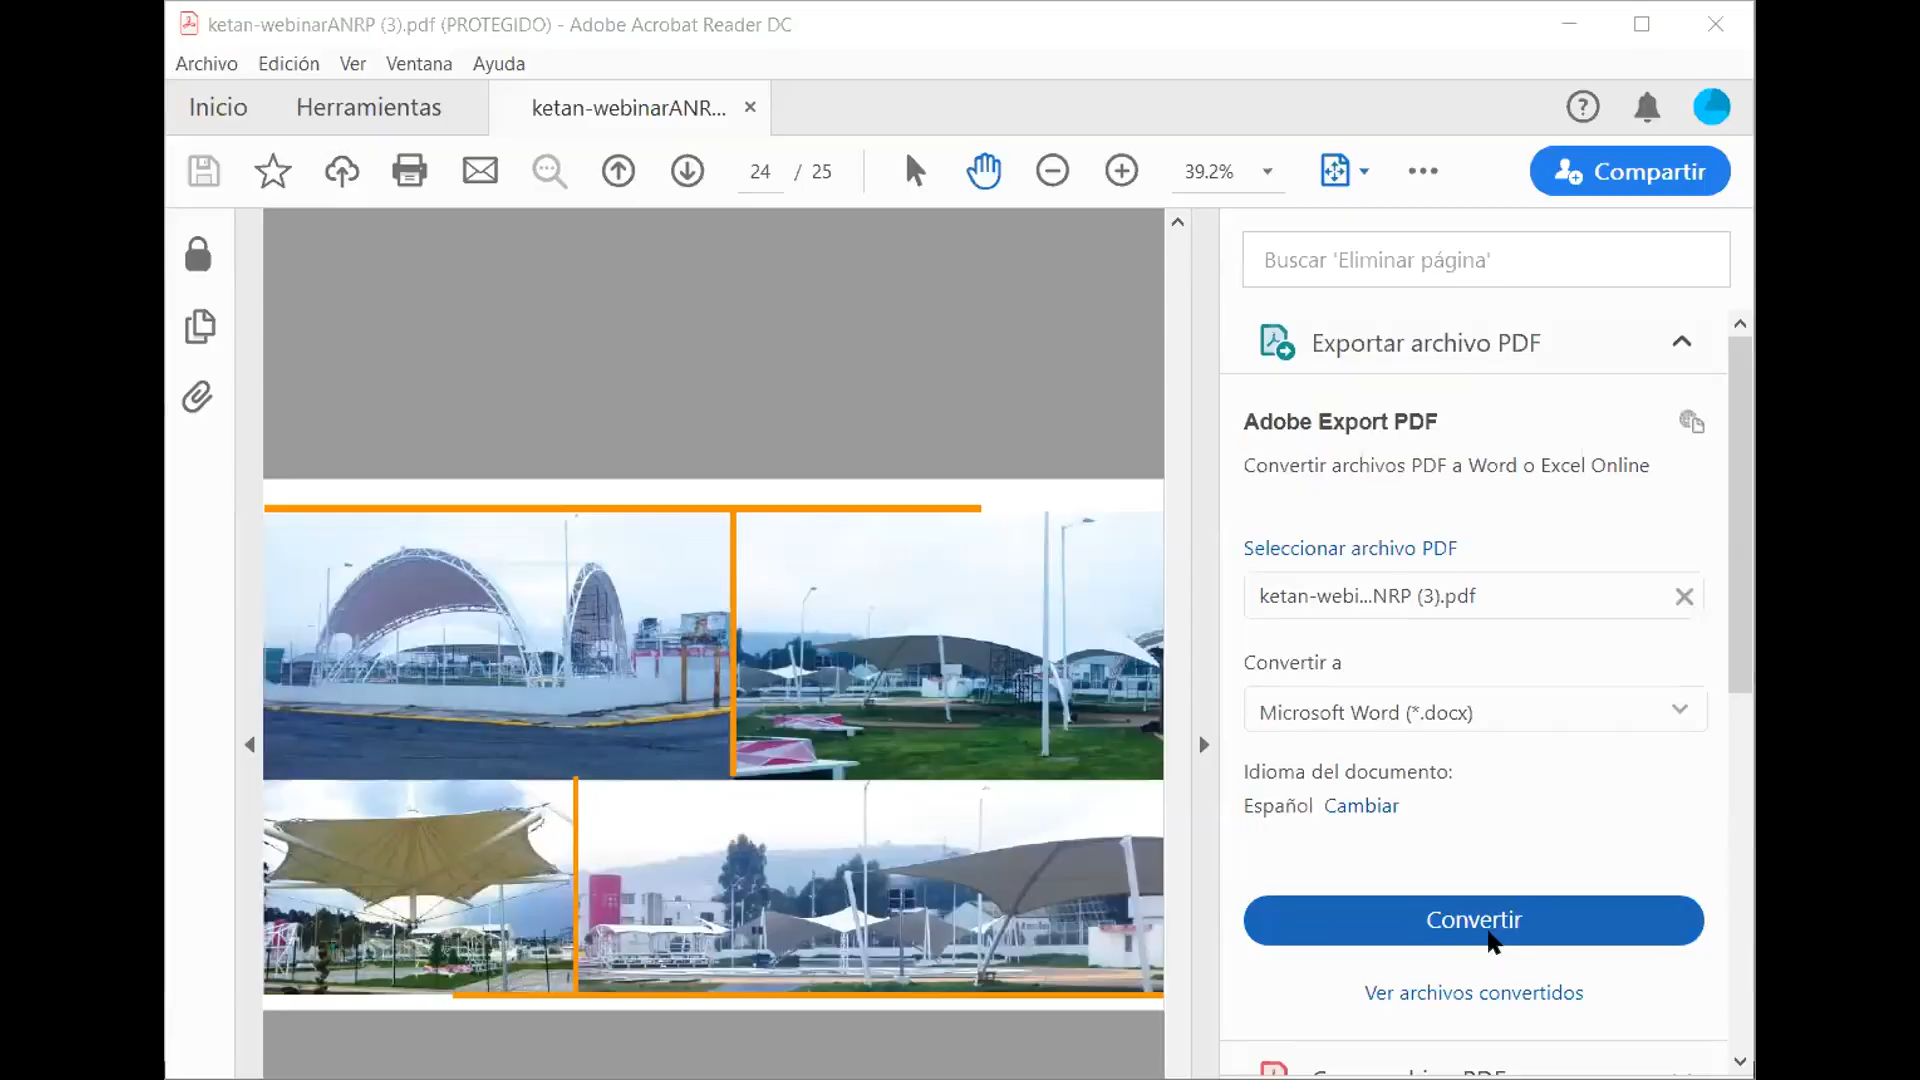 ketan-webinarANRP (3).pdf (PROTEGIDO) - Adobe Acrobat Reader DC
Archivo Edición Ver Ventana Ayuda
Inicio Herramientas ketan-webinarANR...
24 / 25 39.2% Compartir
Buscar 'Eliminar página'
Exportar archivo PDF
Adobe Export PDF
Convertir archivos PDF a Word o Excel Online
Seleccionar archivo PDF
ketan-webi...NRP (3).pdf
Convertir a
Microsoft Word (*.docx)
Idioma del documento:
Español Cambiar
Convertir
Ver archivos convertidos